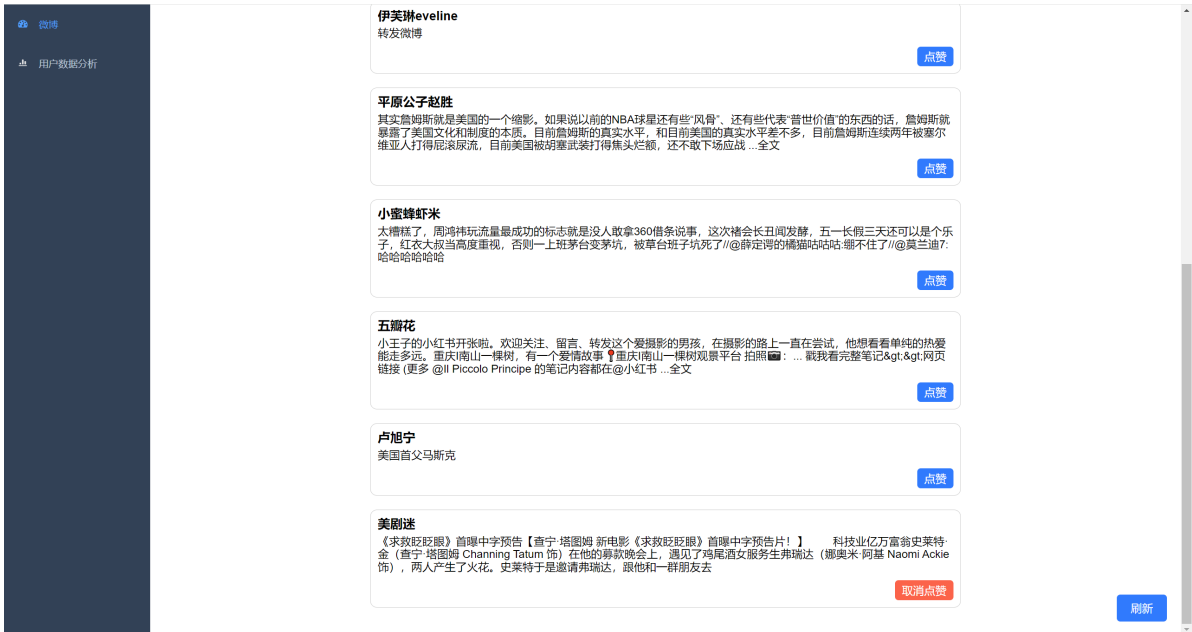 微博
用户数据分析
伊芙琳eveline
转发微博
点赞
平原公子赵胜
其实詹姆斯就是美国的一个缩影。如果说以前的NBA球星还有些“风骨”、还有些代表“普世价值”的东西的话，詹姆斯就
暴露了美国文化和制度的本质。目前詹姆斯的真实水平，和目前美国的真实水平差不多，目前詹姆斯连续两年被塞尔
维亚人打得屁滚尿流，目前美国被胡塞武装打得焦头烂额，还不敢下场应战 ...全文
点赞
小蜜蜂虾米
太糟糕了，周鸿祎玩流量最成功的标志就是没人敢拿360借条说事，这次褚会长丑闻发酵，五一长假三天还可以是个乐
子，红衣大叔当高度重视，否则一上班茅台变茅坑，被草台班子坑死了//@薛定谔的橘猫咕咕咕:绷不住了//@莫兰迪7:
哈哈哈哈哈哈
点赞
五瓣花
小王子的小红书开张啦。欢迎关注、留言、转发这个爱摄影的男孩，在摄影的路上一直在尝试，他想看看单纯的热爱
能走多远。重庆I南山一棵树，有一个爱情故事📍重庆I南山一棵树观景平台 拍照📷： ... 戳我看完整笔记&gt;&gt;网页
链接 (更多 @Il Piccolo Principe 的笔记内容都在@小红书 ...全文
点赞
卢旭宁
美国首父马斯克
点赞
美剧迷
《求救眨眨眼》首曝中字预告【查宁·塔图姆 新电影《求救眨眨眼》首曝中字预告片！】 科技业亿万富翁史莱特·
金（查宁·塔图姆 Channing Tatum 饰）在他的募款晚会上，遇见了鸡尾酒女服务生弗瑞达（娜奥米·阿基 Naomi Ackie
饰），两人产生了火花。史莱特于是邀请弗瑞达，跟他和一群朋友去
取消点赞
刷新